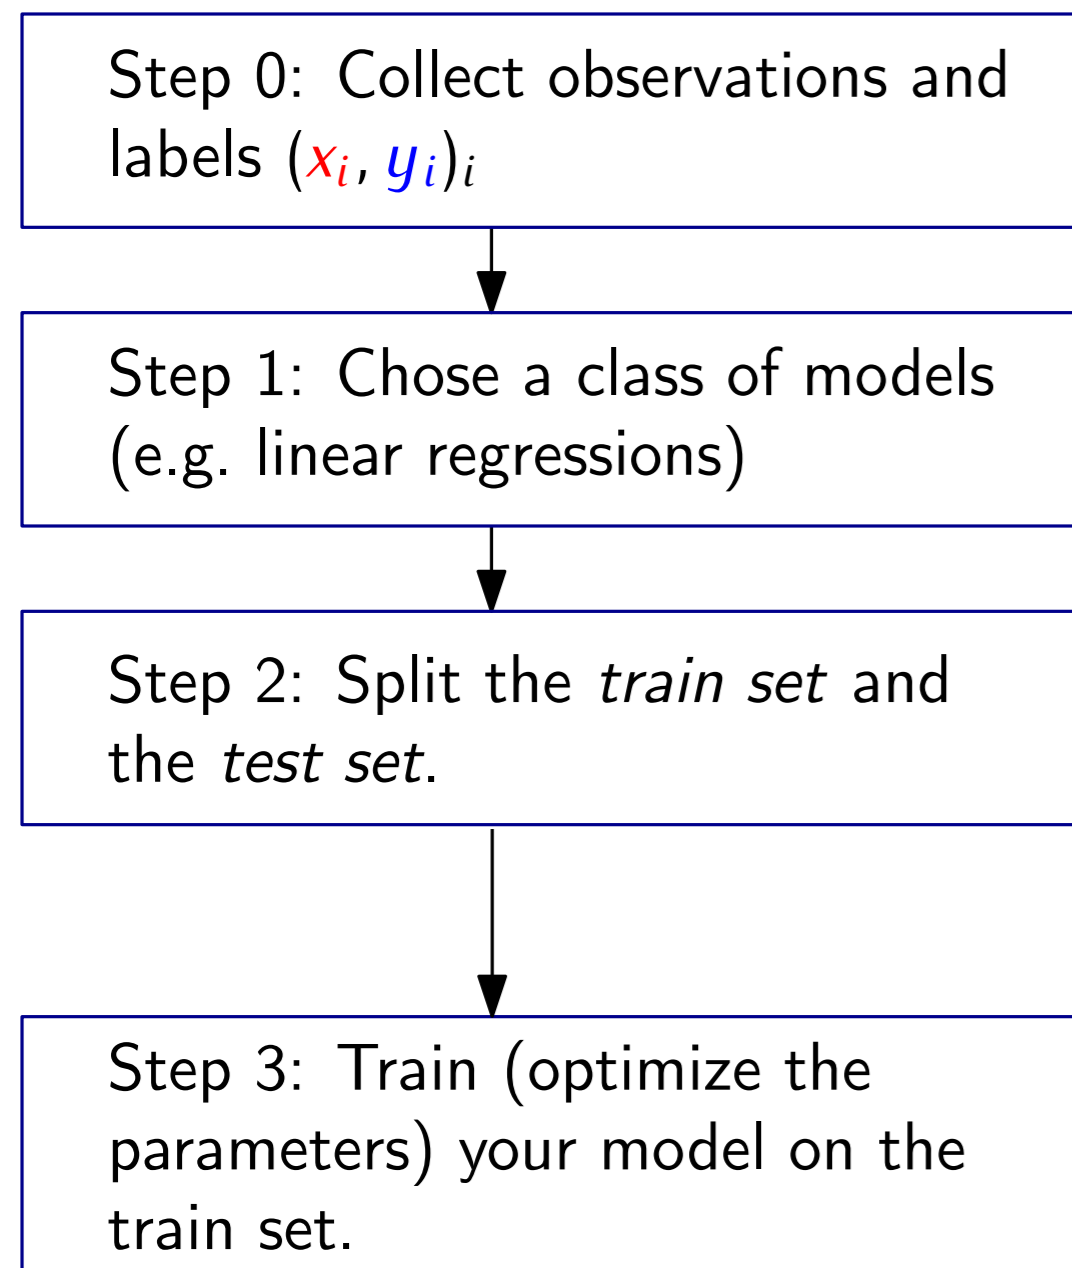 Step 0: Collect observations and
labels (xᵢ, yᵢ)ᵢ
Step 1: Chose a class of models
(e.g. linear regressions)
Step 2: Split the train set and
the test set.
Step 3: Train (optimize the
parameters) your model on the
train set.